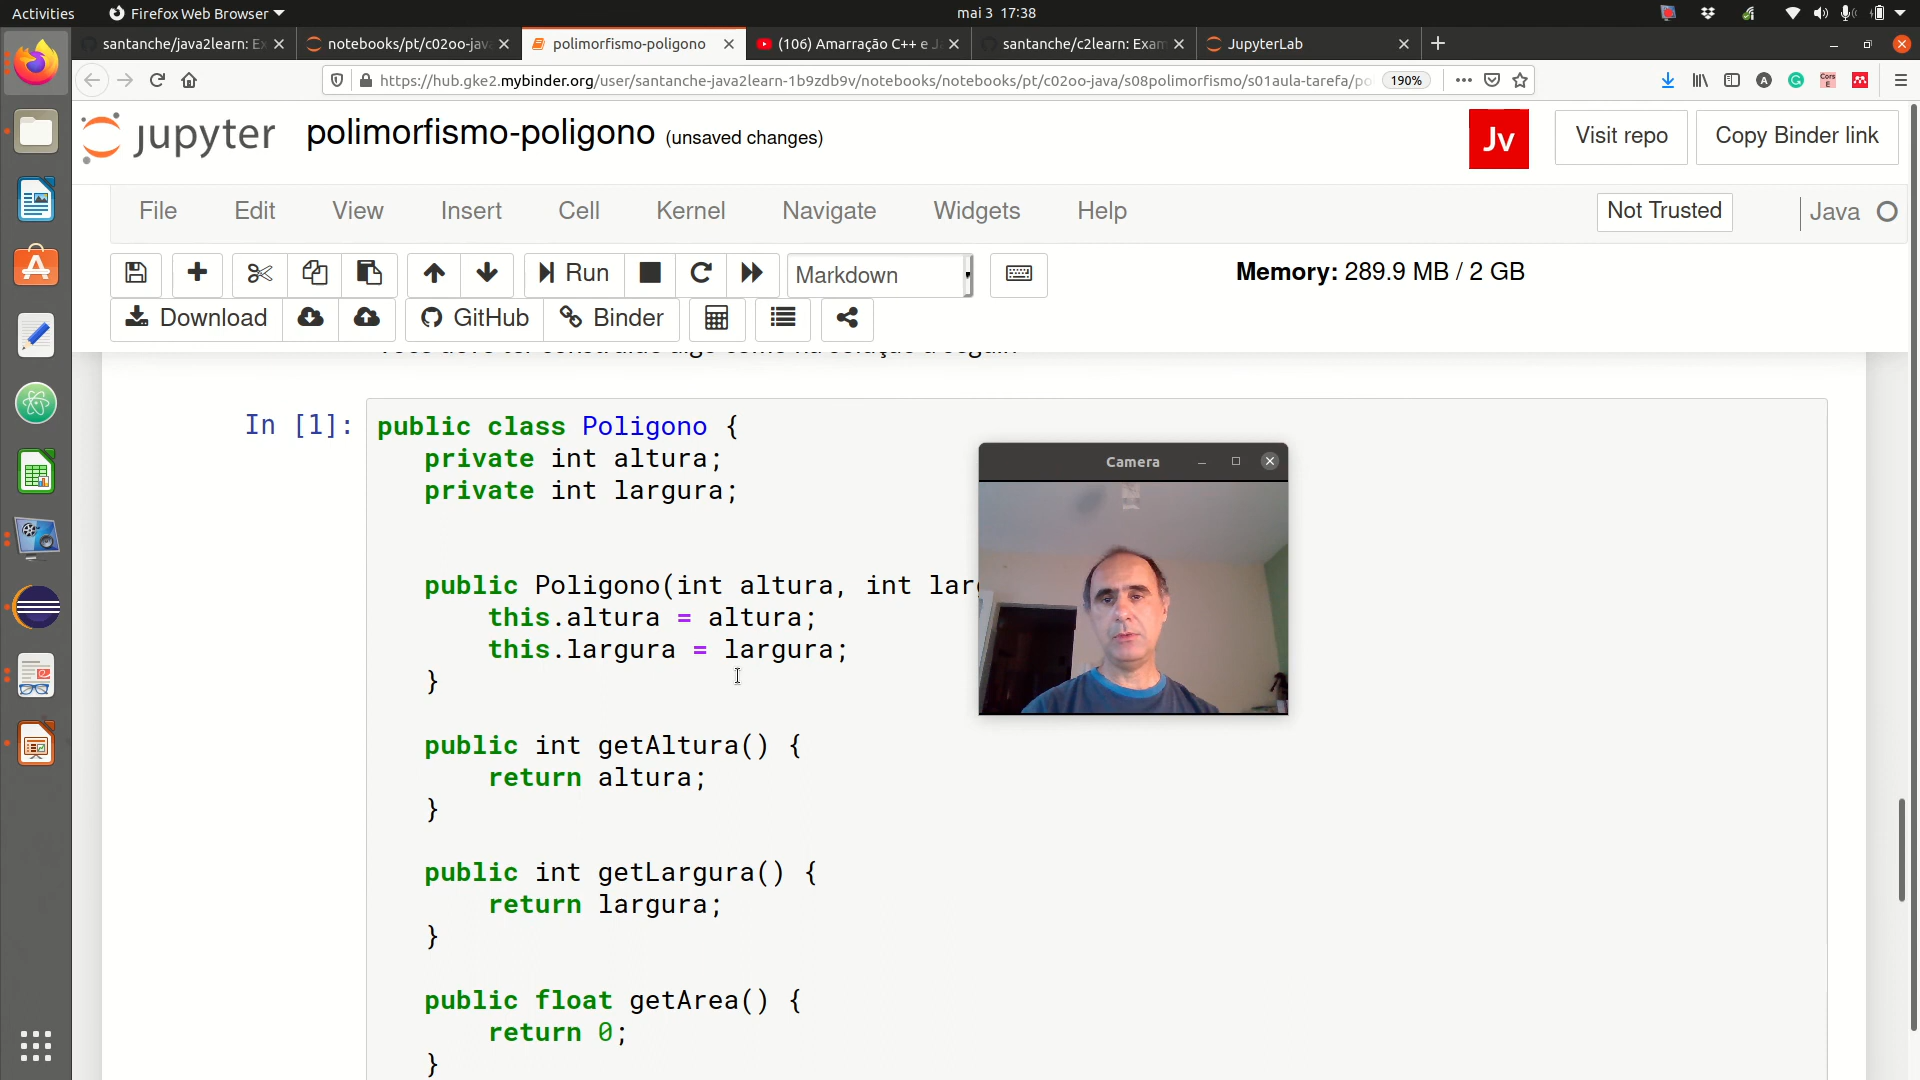 Activities
Firefox Web Browser
mai 3 17:38
santanche/java2learn: Ex
notebooks/pt/c02oo-jav
polimorfismo-poligono
(106) Amarração C++ e J
santanche/c2learn: Exam
JupyterLab
https://hub.gke2.mybinder.org/user/santanche-java2learn-1b9zdb9v/notebooks/notebooks/pt/c02oo-java/s08polimorfismo/s01aula-tarefa/po
190%
jupyter
polimorfismo-poligono (unsaved changes)
Jv
Visit repo
Copy Binder link
File
Edit
View
Insert
Cell
Kernel
Navigate
Widgets
Help
Not Trusted
Java
Run
Markdown
Memory: 289.9 MB / 2 GB
Download
GitHub
Binder
In [1]:
public class Poligono {
private int altura;
private int largura;
public Poligono(int altura, int larg
this.altura = altura;
this.largura = largura;
}
public int getAltura() {
return altura;
}
public int getLargura() {
return largura;
}
public float getArea() {
return 0;
}
Camera